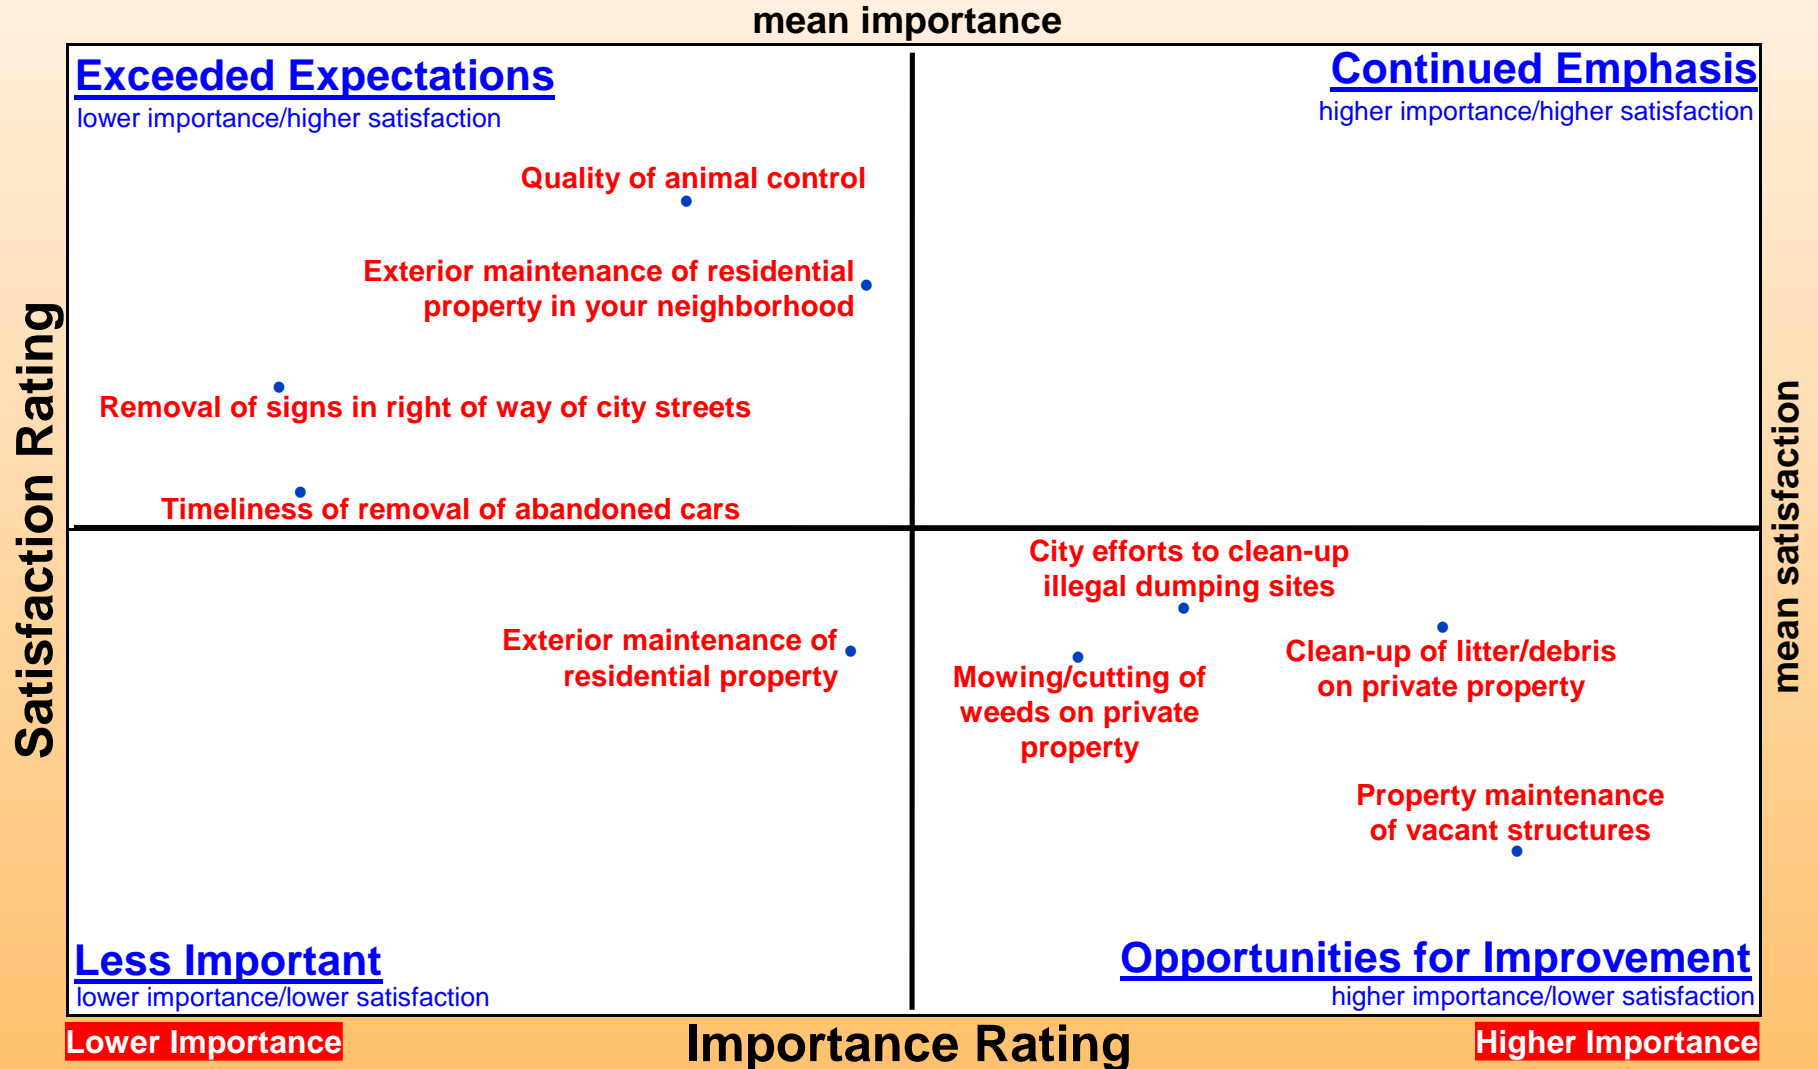 mean importance
Exceeded Expectations
lower importance/higher satisfaction
Continued Emphasis
higher importance/higher satisfaction
Quality of animal control
Exterior maintenance of residential
property in your neighborhood
Removal of signs in right of way of city streets
Timeliness of removal of abandoned cars
Satisfaction Rating
mean satisfaction
City efforts to clean-up
illegal dumping sites
Exterior maintenance of
residential property
Mowing/cutting of
weeds on private
property
Clean-up of litter/debris
on private property
Property maintenance
of vacant structures
Less Important
lower importance/lower satisfaction
Opportunities for Improvement
higher importance/lower satisfaction
Lower Importance
Importance Rating
Higher Importance